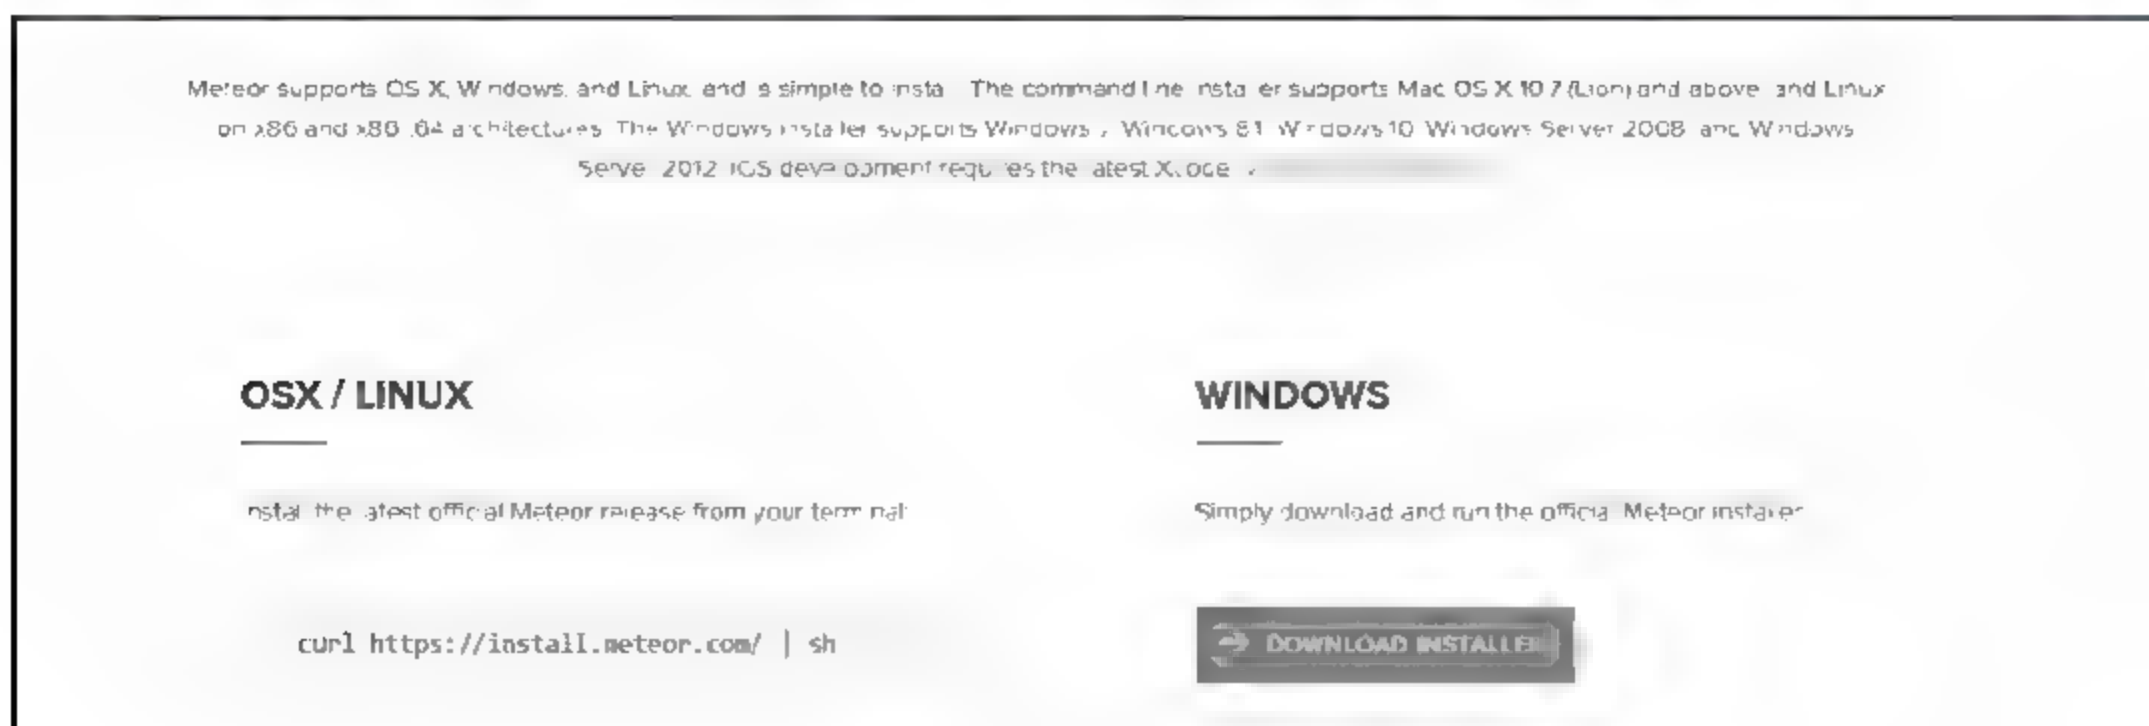 Meteor supports OS X, Windows, and Linux and is simple to install. The command line installer supports Mac OS X 10.7 (Lion) and above, and Linux
on x86 and x86_64 architectures. The Windows installer supports Windows 7, Windows 8.1, Windows 10, Windows Server 2008, and Windows
Server 2012. iOS development requires the latest Xcode.
OSX / LINUX
WINDOWS
Install the latest official Meteor release from your terminal:
Simply download and run the official Meteor installer.
curl https://install.meteor.com/ | sh
DOWNLOAD INSTALLER